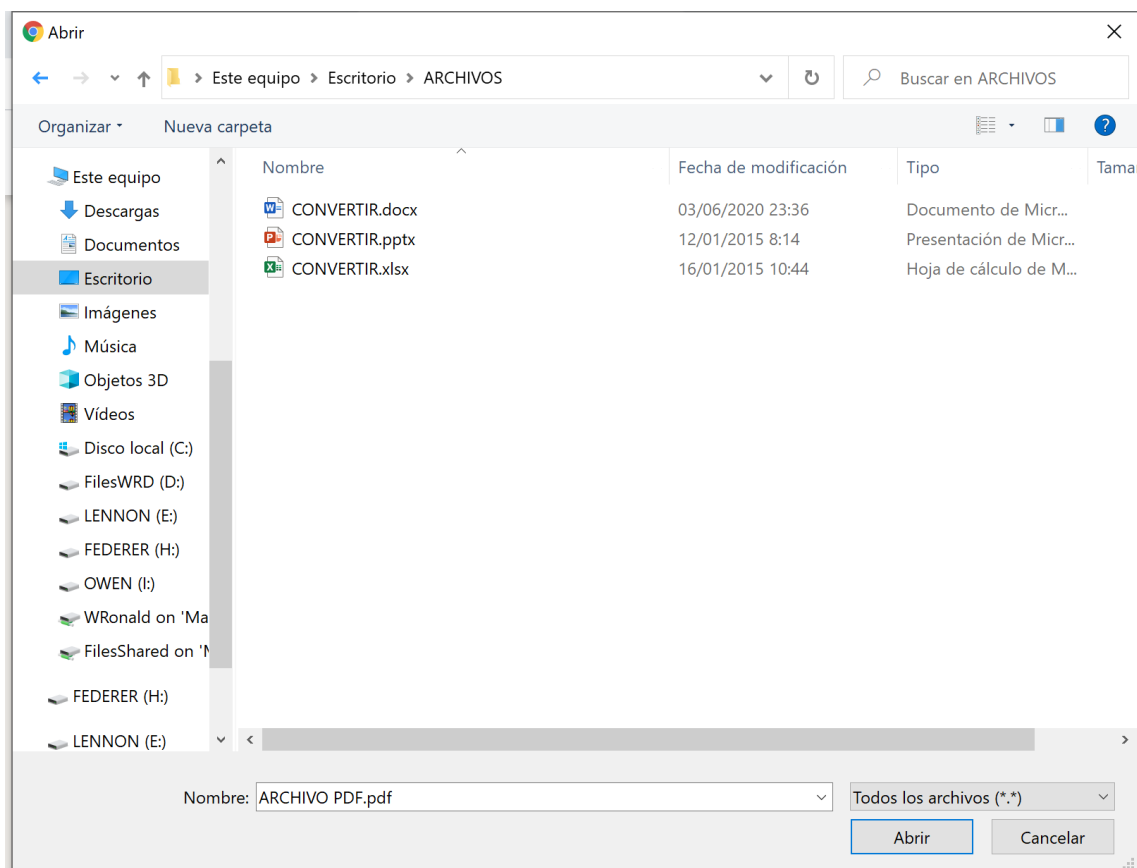 Abrir
Este equipo > Escritorio > ARCHIVOS
Buscar en ARCHIVOS
Organizar
Nueva carpeta
?
Nombre Fecha de modificación Tipo Tamai
CONVERTIR.docx 03/06/2020 23:36 Documento de Micr...
CONVERTIR.pptx 12/01/2015 8:14 Presentación de Micr...
CONVERTIR.xlsx 16/01/2015 10:44 Hoja de cálculo de M...
Este equipo
Descargas
Documentos
Escritorio
Imágenes
Música
Objetos 3D
Vídeos
Disco local (C:)
FilesWRD (D:)
LENNON (E:)
FEDERER (H:)
OWEN (I:)
WRonald on 'Ma
FilesShared on 'M
FEDERER (H:)
LENNON (E:)
Nombre: ARCHIVO PDF.pdf
Todos los archivos (*.*)
Abrir
Cancelar